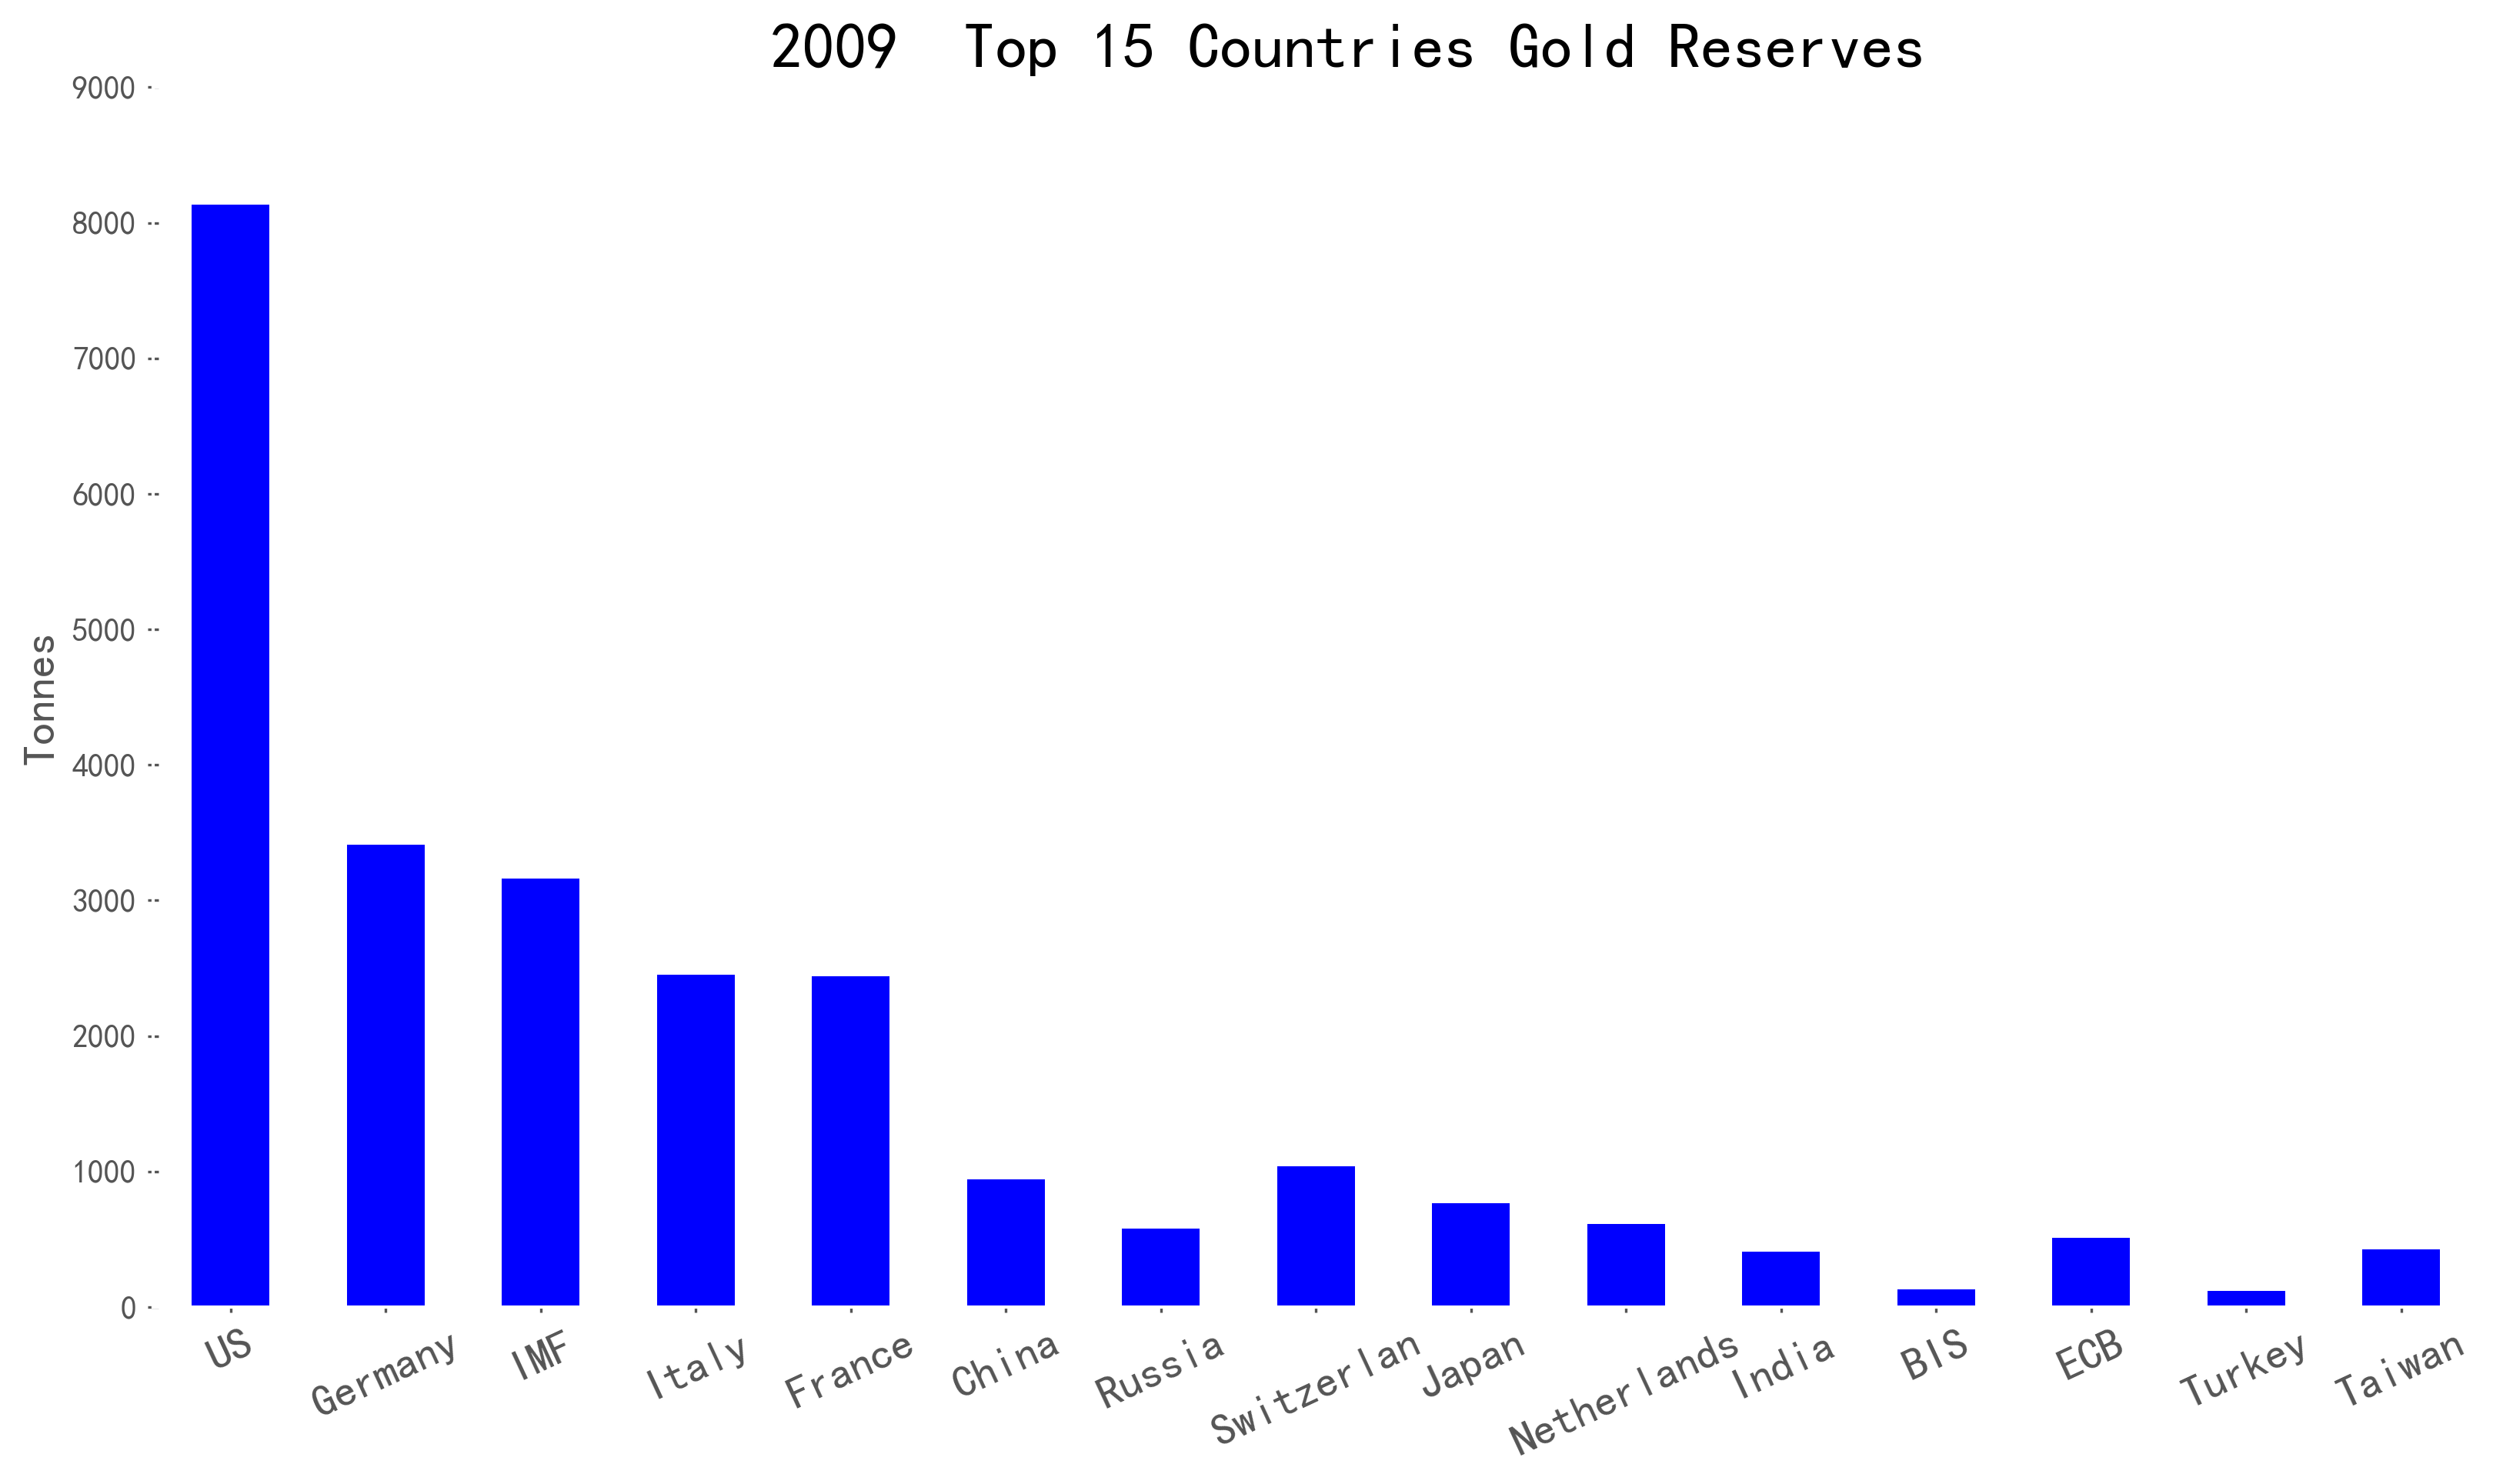 2009  Top 15 Countries Gold Reserves
Tonnes
9000
8000
7000
6000
5000
4000
3000
2000
1000
0
US
Germany
IMF
Italy
France
China
Russia
Switzerlan
Japan
Netherlands
India
BIS
ECB
Turkey
Taiwan